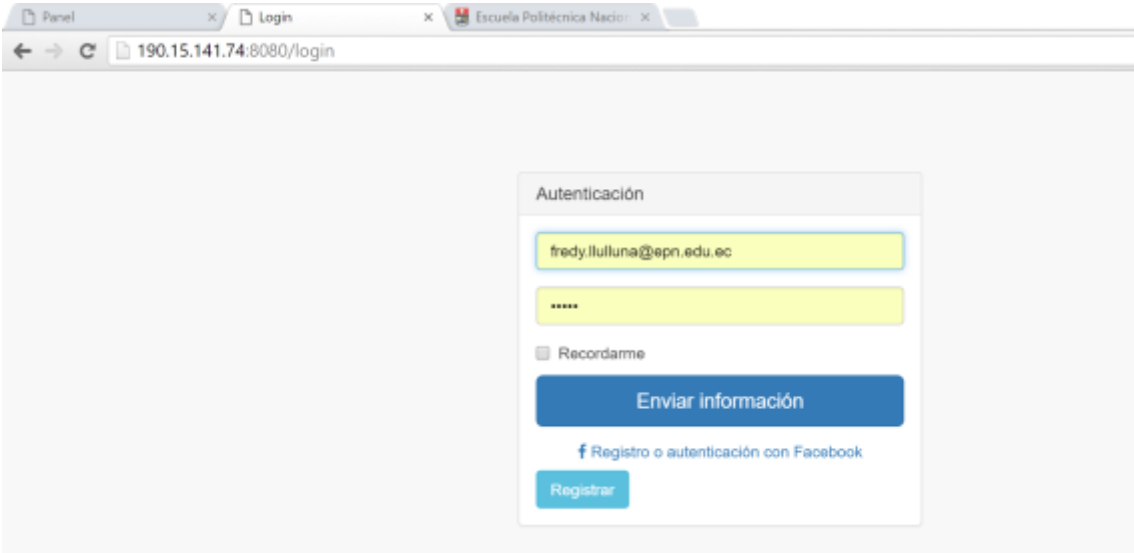 Panel
Login
Escuela Politécnica Nacion
190.15.141.74:8080/login
Autenticación
fredy.llulluna@epn.edu.ec
•••••
Recordarme
Enviar información
f Registro o autenticación con Facebook
Registrar